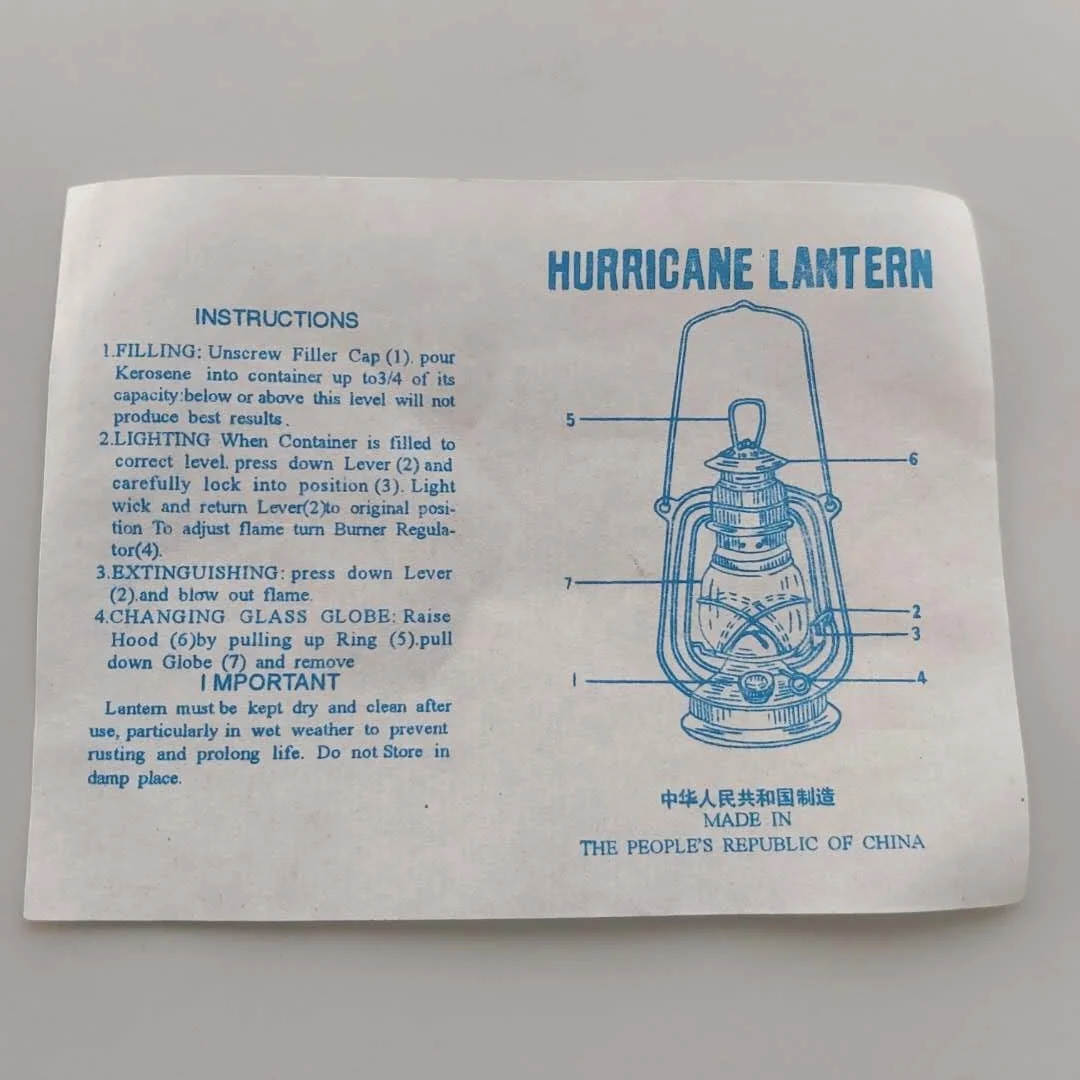 INSTRUCTIONS
1.FILLING: Unscrew Filler Cap (1). pour
Kerosene into container up to3/4 of its
capacity:below or above this level will not
produce best results.
2.LIGHTING When Container is filled to
correct level, press down Lever (2) and
carefully lock into position (3). Light
wick and return Lever(2)to original posi-
tion To adjust flame turn Burner Regula-
tor(4).
3.EXTINGUISHING: press down Lever
(2).and blow out flame.
4.CHANGING GLASS GLOBE: Raise
Hood (6)by pulling up Ring (5).pull
down Globe (7) and remove
IMPORTANT
Lantern must be kept dry and clean after
use, particularly in wet weather to prevent
rusting and prolong life. Do not Store in
damp place.
HURRICANE LANTERN
5
6
7
2
3
1
4
中华人民共和国制造
MADE IN
THE PEOPLE'S REPUBLIC OF CHINA